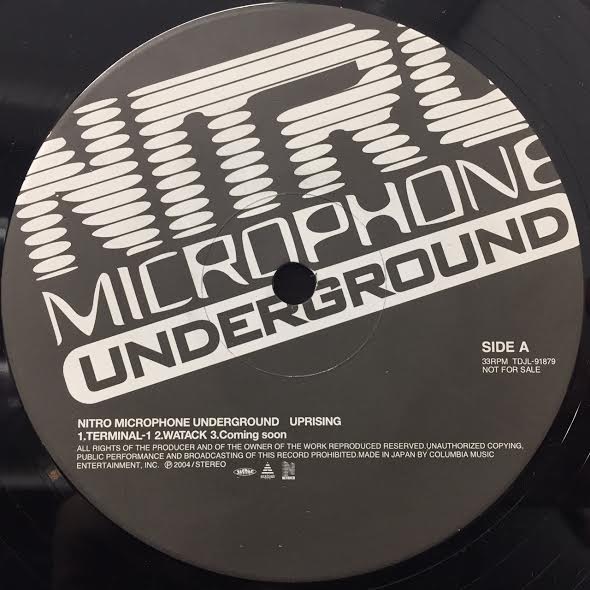 NITRO
MICROPHONE
UNDERGROUND
SIDE A
33RPM TDJL-91879
NOT FOR SALE
NITRO MICROPHONE UNDERGROUND UPRISING
1.TERMINAL-1 2.WATACK 3.Coming soon
ALL RIGHTS OF THE PRODUCER AND OF THE OWNER OF THE WORK REPRODUCED RESERVED.UNAUTHORIZED COPYING,
PUBLIC PERFORMANCE AND BROADCASTING OF THIS RECORD PROHIBITED.MADE IN JAPAN BY COLUMBIA MUSIC
ENTERTAINMENT, INC. Ⓟ 2004/STEREO